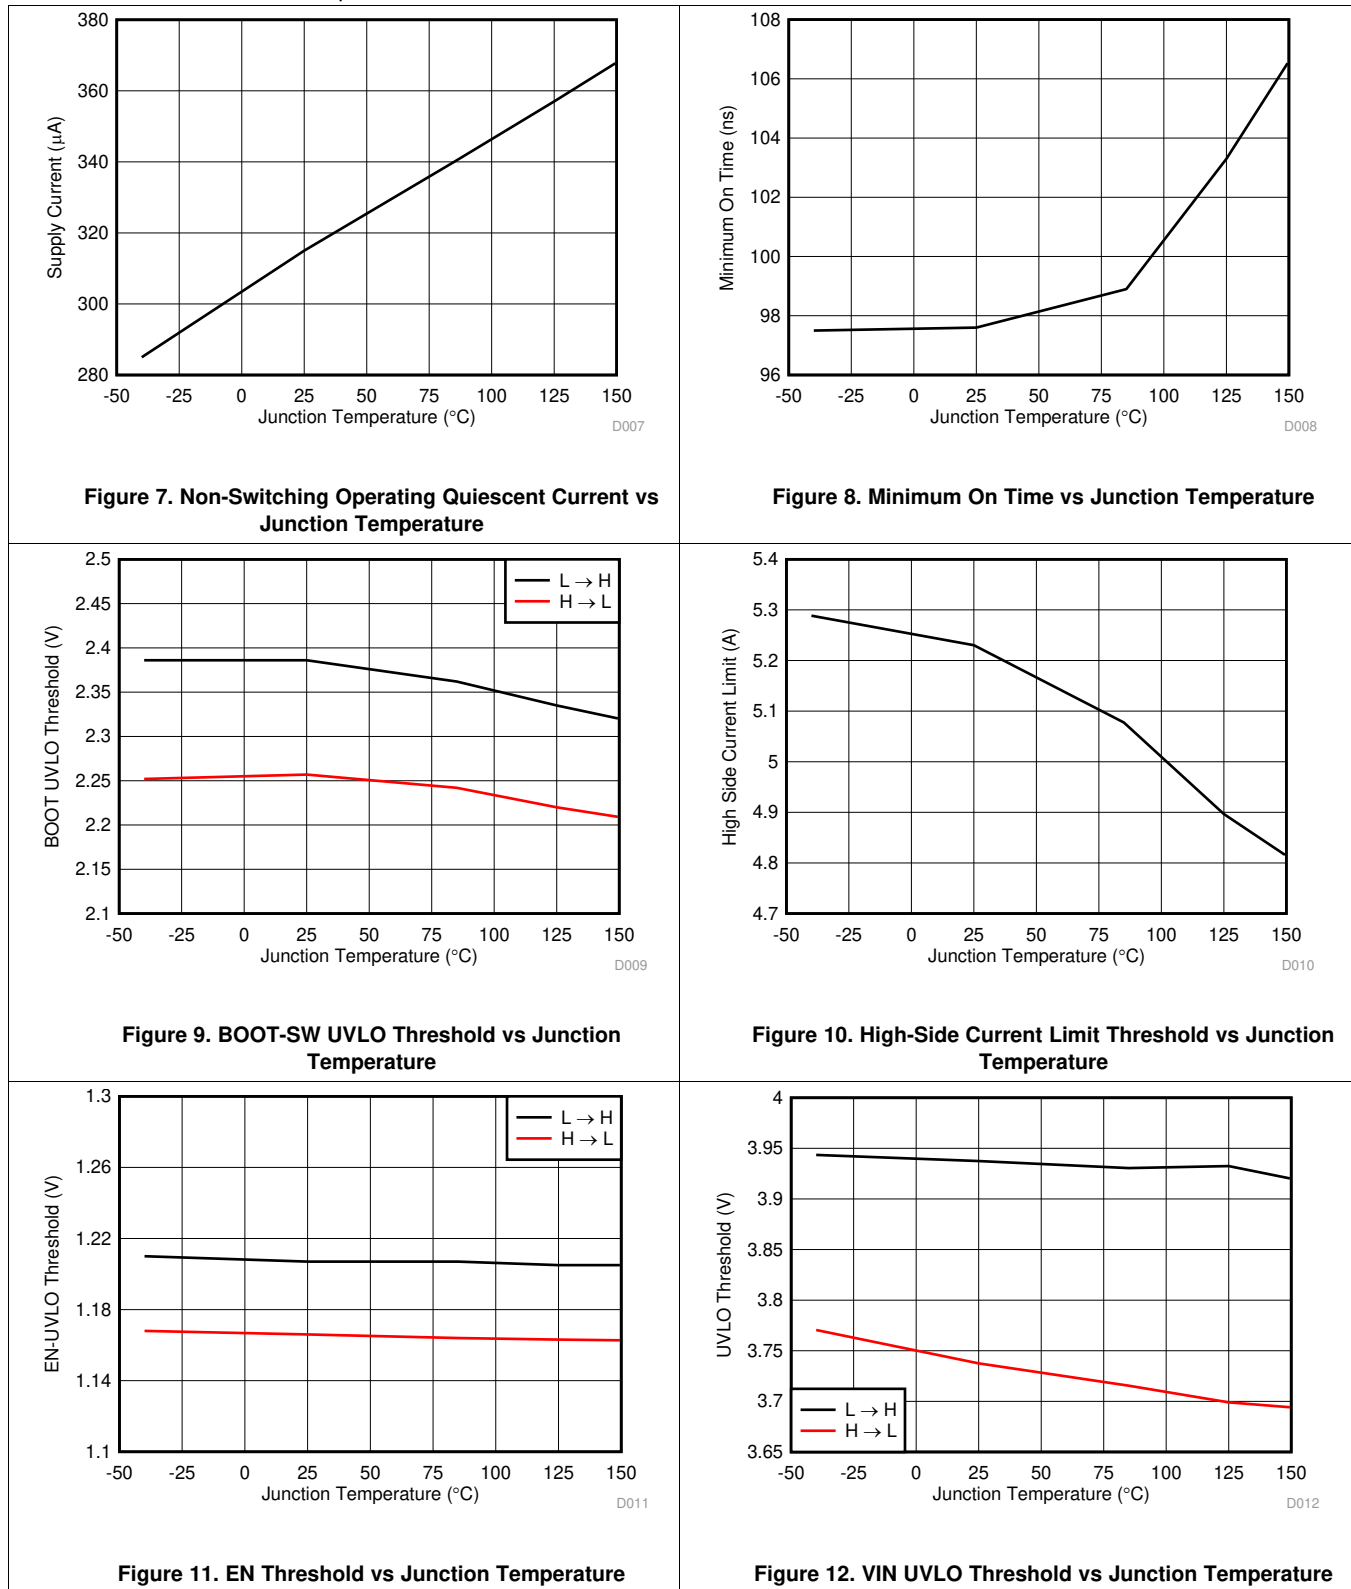 380
360
340
320
300
280
Supply Current (µA)
-50 -25 0 25 50 75 100 125 150
Junction Temperature (°C)
D007
Figure 7. Non-Switching Operating Quiescent Current vs
Junction Temperature
108
106
104
102
100
98
96
Minimum On Time (ns)
-50 -25 0 25 50 75 100 125 150
Junction Temperature (°C)
D008
Figure 8. Minimum On Time vs Junction Temperature
2.5
2.45
2.4
2.35
2.3
2.25
2.2
2.15
2.1
BOOT UVLO Threshold (V)
L → H
H → L
-50 -25 0 25 50 75 100 125 150
Junction Temperature (°C)
D009
Figure 9. BOOT-SW UVLO Threshold vs Junction
Temperature
5.4
5.3
5.2
5.1
5
4.9
4.8
4.7
High Side Current Limit (A)
-50 -25 0 25 50 75 100 125 150
Junction Temperature (°C)
D010
Figure 10. High-Side Current Limit Threshold vs Junction
Temperature
1.3
1.26
1.22
1.18
1.14
1.1
EN-UVLO Threshold (V)
L → H
H → L
-50 -25 0 25 50 75 100 125 150
Junction Temperature (°C)
D011
Figure 11. EN Threshold vs Junction Temperature
4
3.95
3.9
3.85
3.8
3.75
3.7
3.65
UVLO Threshold (V)
L → H
H → L
-50 -25 0 25 50 75 100 125 150
Junction Temperature (°C)
D012
Figure 12. VIN UVLO Threshold vs Junction Temperature